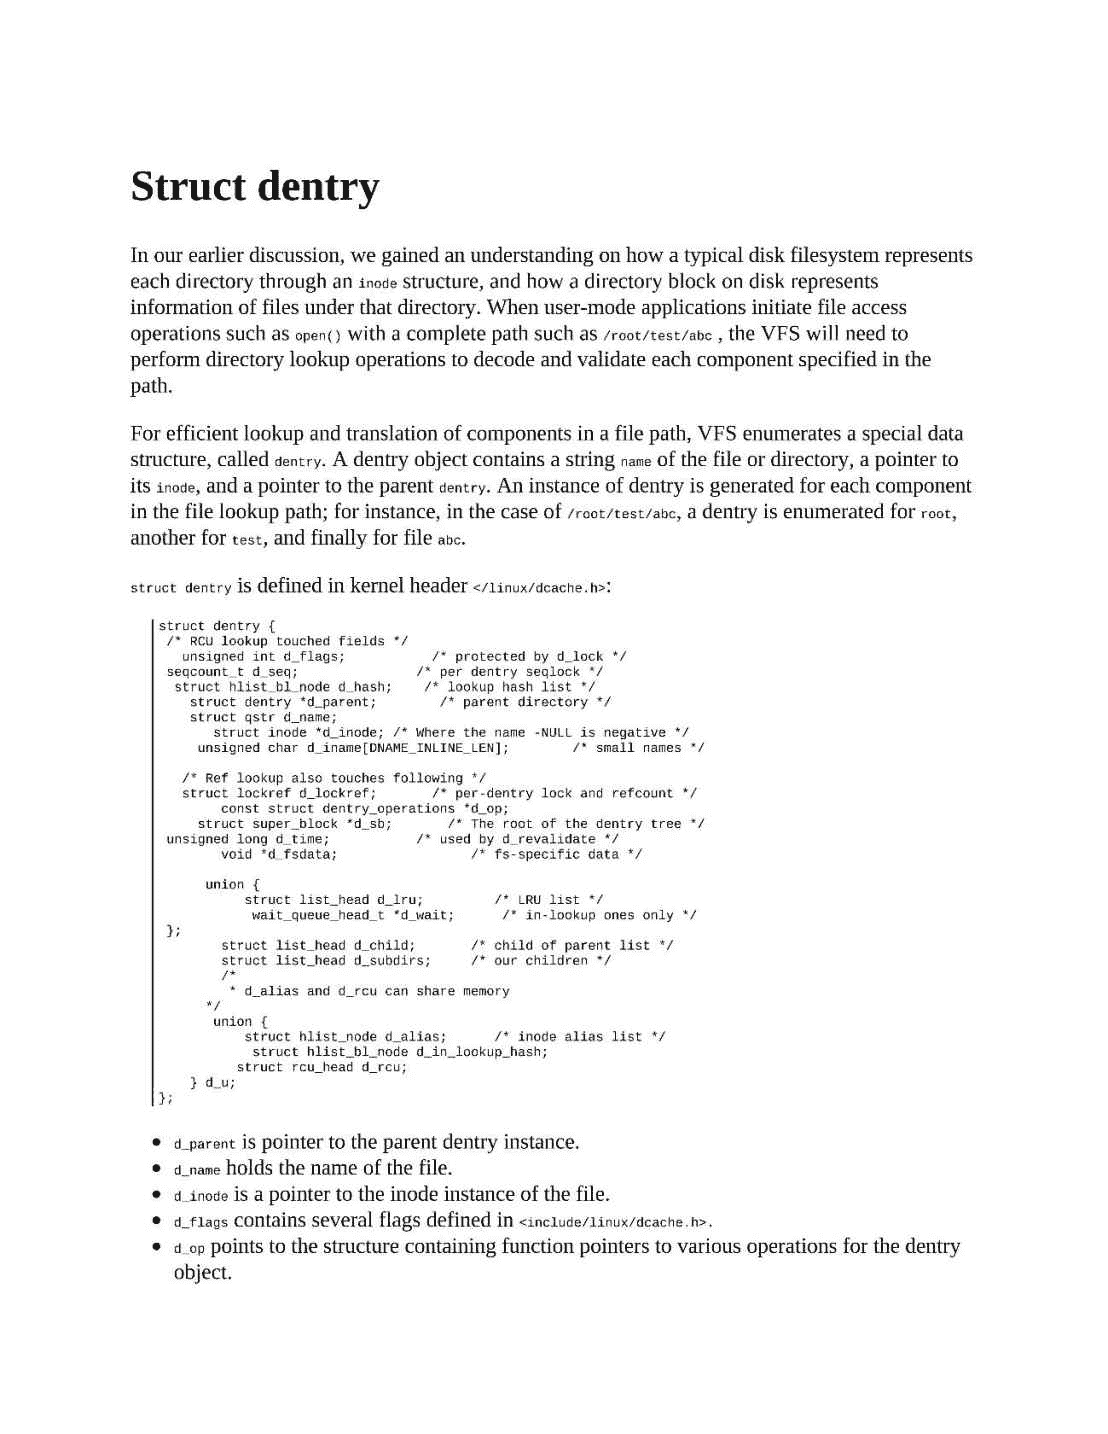 Struct dentry
In our earlier discussion, we gained an understanding on how a typical disk filesystem represents
each directory through an inode structure, and how a directory block on disk represents
information of files under that directory. When user-mode applications initiate file access
operations such as open() with a complete path such as /root/test/abc , the VFS will need to
perform directory lookup operations to decode and validate each component specified in the
path.
For efficient lookup and translation of components in a file path, VFS enumerates a special data
structure, called dentry. A dentry object contains a string name of the file or directory, a pointer to
its inode, and a pointer to the parent dentry. An instance of dentry is generated for each component
in the file lookup path; for instance, in the case of /root/test/abc, a dentry is enumerated for root,
another for test, and finally for file abc.
struct dentry is defined in kernel header </linux/dcache.h>:
struct dentry {
/* RCU lookup touched fields */
unsigned int d_flags; /* protected by d_lock */
seqcount_t d_seq; /* per dentry seqlock */
struct hlist_bl_node d_hash; /* lookup hash list */
struct dentry *d_parent; /* parent directory */
struct qstr d_name;
struct inode *d_inode; /* Where the name -NULL is negative */
unsigned char d_iname[DNAME_INLINE_LEN]; /* small names */
/* Ref lookup also touches following */
struct lockref d_lockref; /* per-dentry lock and refcount */
const struct dentry_operations *d_op;
struct super_block *d_sb; /* The root of the dentry tree */
unsigned long d_time; /* used by d_revalidate */
void *d_fsdata; /* fs-specific data */
union {
struct list_head d_lru; /* LRU list */
wait_queue_head_t *d_wait; /* in-lookup ones only */
};
struct list_head d_child; /* child of parent list */
struct list_head d_subdirs; /* our children */
/*
* d_alias and d_rcu can share memory
*/
union {
struct hlist_node d_alias; /* inode alias list */
struct hlist_bl_node d_in_lookup_hash;
struct rcu_head d_rcu;
} d_u;
};
• d_parent is pointer to the parent dentry instance.
• d_name holds the name of the file.
• d_inode is a pointer to the inode instance of the file.
• d_flags contains several flags defined in <include/linux/dcache.h>.
• d_op points to the structure containing function pointers to various operations for the dentry
object.